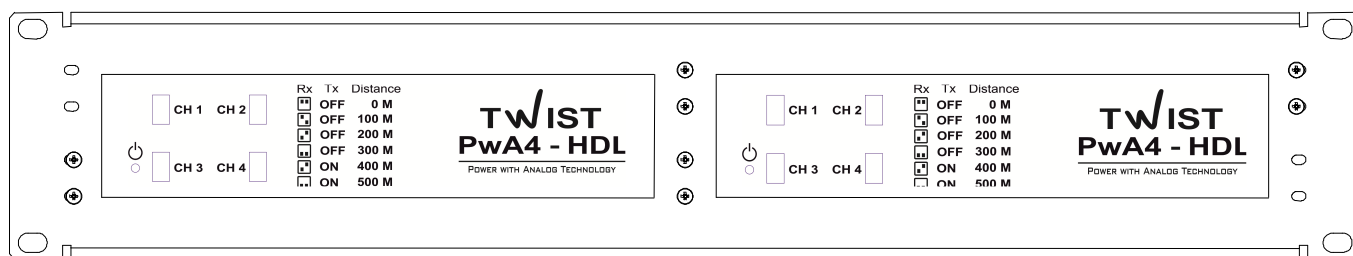 Rx Tx Distance
OFF 0 M
OFF 100 M
OFF 200 M
OFF 300 M
ON 400 M
ON 500 M
CH 1 CH 2
CH 3 CH 4
TWIST
PwA4 - HDL
POWER WITH ANALOG TECHNOLOGY
Rx Tx Distance
OFF 0 M
OFF 100 M
OFF 200 M
OFF 300 M
ON 400 M
ON 500 M
CH 1 CH 2
CH 3 CH 4
TWIST
PwA4 - HDL
POWER WITH ANALOG TECHNOLOGY